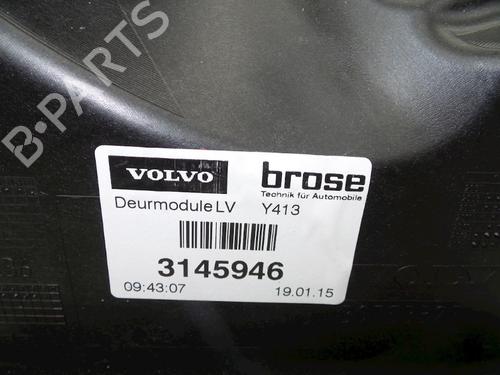 B-PARTS
VOLVO brose
Technik für Automobile
Deurmodule LV Y413
3145946
09:43:07 19.01.15